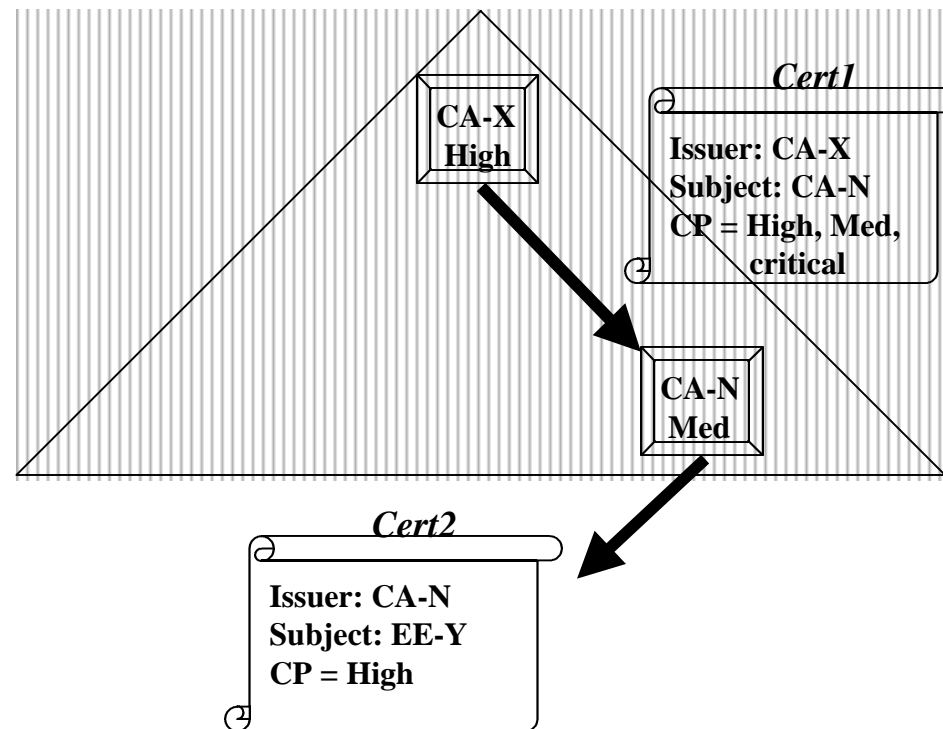 CA-X
High
Cert1
Issuer: CA-X
Subject: CA-N
CP = High, Med,
critical
CA-N
Med
Cert2
Issuer: CA-N
Subject: EE-Y
CP = High